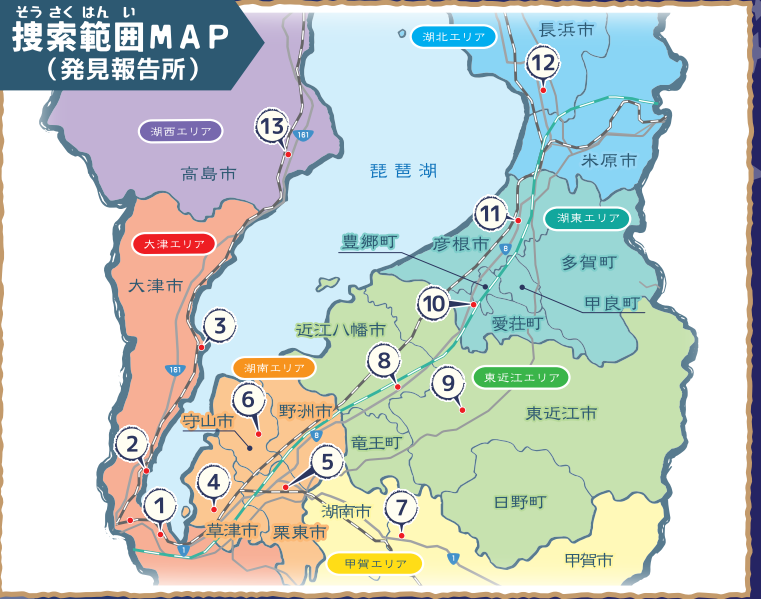 そうさくはんい
捜索範囲MAP
（発見報告所）
湖北エリア
長浜市
12
13
161
湖西エリア
高島市
琵琶湖
米原市
11
湖東エリア
大津エリア
豊郷町
彦根市
8
多賀町
大津市
10
甲良町
愛荘町
3
近江八幡市
161
湖南エリア
8
9
東近江エリア
6
野洲市
守山市
8
東近江市
2
竜王町
5
4
日野町
1
7
湖南市
草津市
栗東市
1
甲賀エリア
1
甲賀市